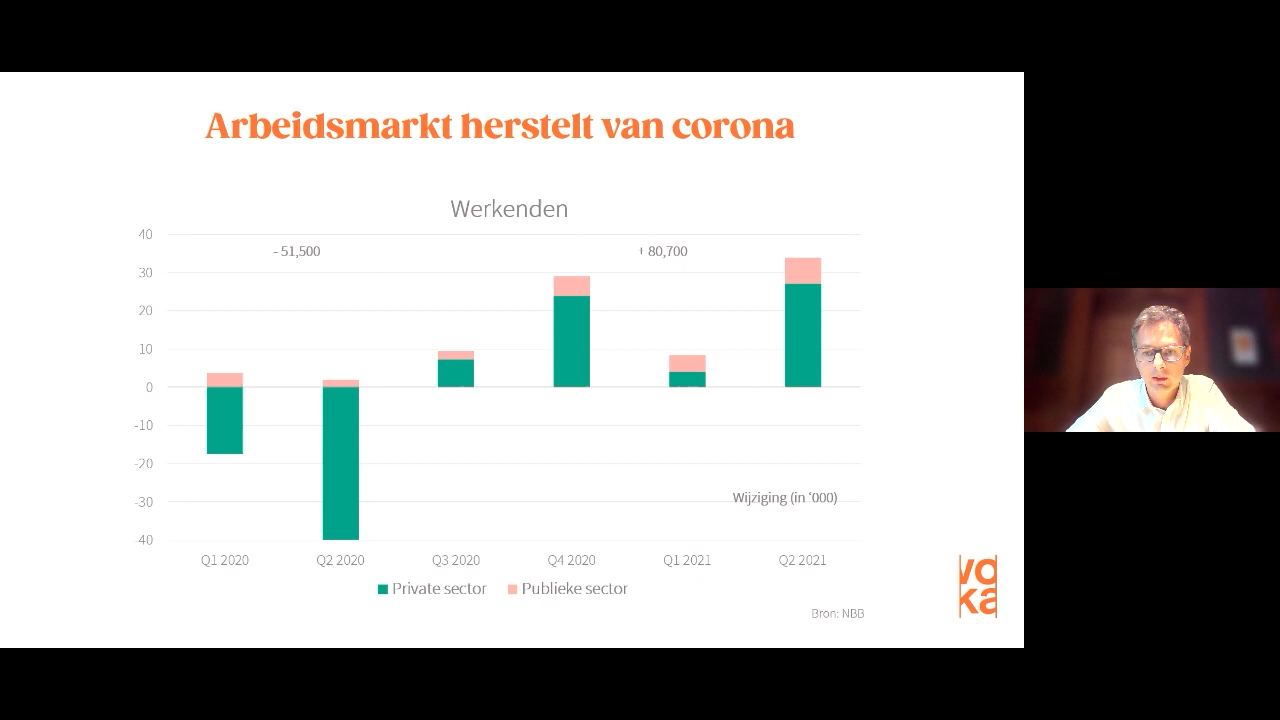 Arbeidsmarkt herstelt van corona
Werkenden
- 51,500
+ 80,700
40
30
20
10
0
-10
-20
-30
-40
Wijziging (in ‘000)
Q1 2020 Q2 2020 Q3 2020 Q4 2020 Q1 2021 Q2 2021
Private sector Publieke sector
Bron: NBB
vo
ka